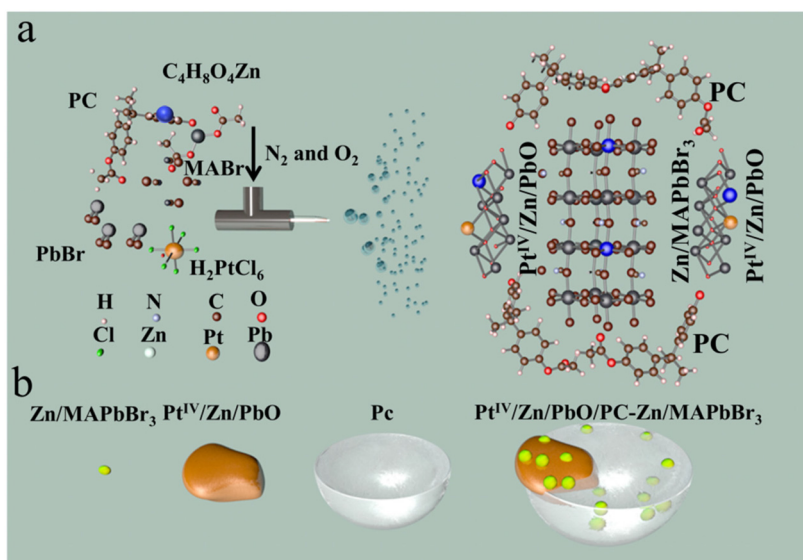 a
C₄H₈O₄Zn
PC
MABr
N₂ and O₂
PbBr
H₂PtCl₆
H N C O
Cl Zn Pt Pb
PC
Ptᴵⱽ/Zn/PbO
Zn/MAPbBr₃
Ptᴵⱽ/Zn/PbO
PC
b
Zn/MAPbBr₃ Ptᴵⱽ/Zn/PbO Pc Ptᴵⱽ/Zn/PbO/PC-Zn/MAPbBr₃